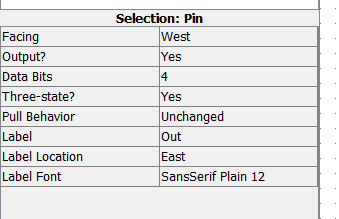 Selection: Pin
Facing West
Output? Yes
Data Bits 4
Three-state? Yes
Pull Behavior Unchanged
Label Out
Label Location East
Label Font SansSerif Plain 12